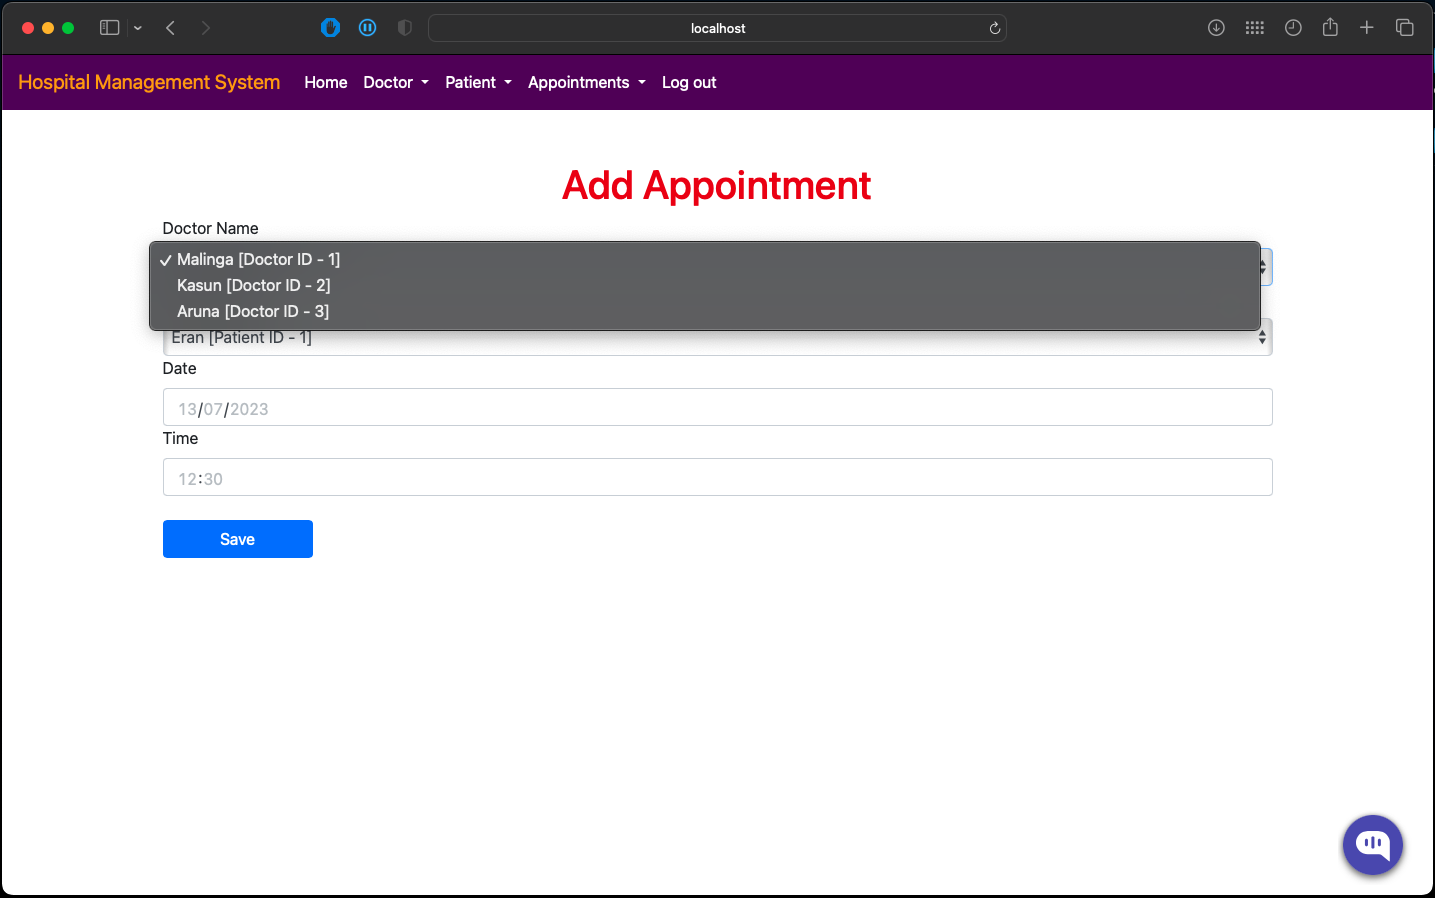 localhost
Hospital Management System Home Doctor Patient Appointments Log out
Add Appointment
Doctor Name
Malinga [Doctor ID - 1]
Kasun [Doctor ID - 2]
Aruna [Doctor ID - 3]
Eran [Patient ID - 1]
Date
13/07/2023
Time
12:30
Save